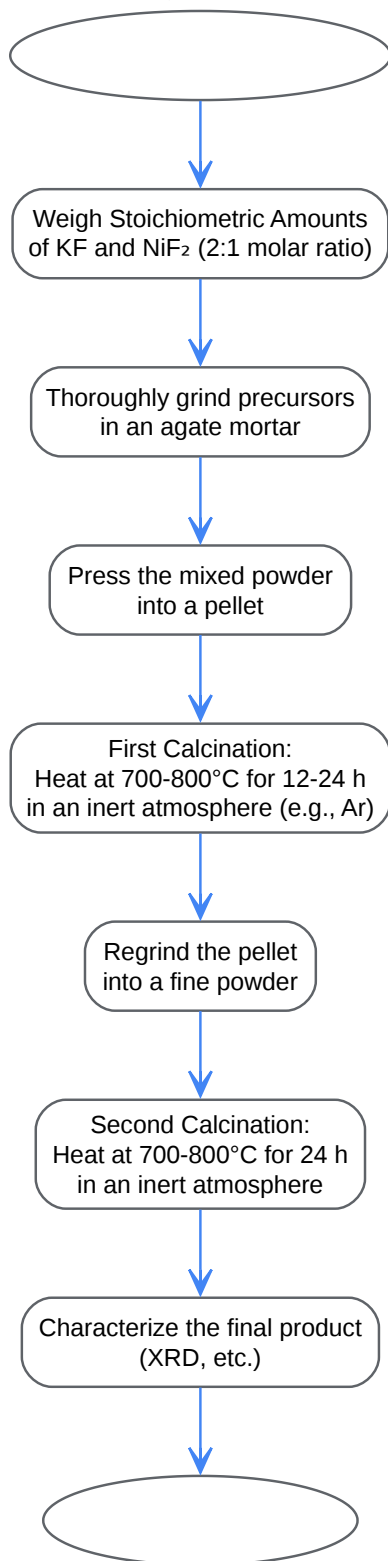 Weigh Stoichiometric Amounts
of KF and NiF₂ (2:1 molar ratio)
Thoroughly grind precursors
in an agate mortar
Press the mixed powder
into a pellet
First Calcination:
Heat at 700-800°C for 12-24 h
in an inert atmosphere (e.g., Ar)
Regrind the pellet
into a fine powder
Second Calcination:
Heat at 700-800°C for 24 h
in an inert atmosphere
Characterize the final product
(XRD, etc.)